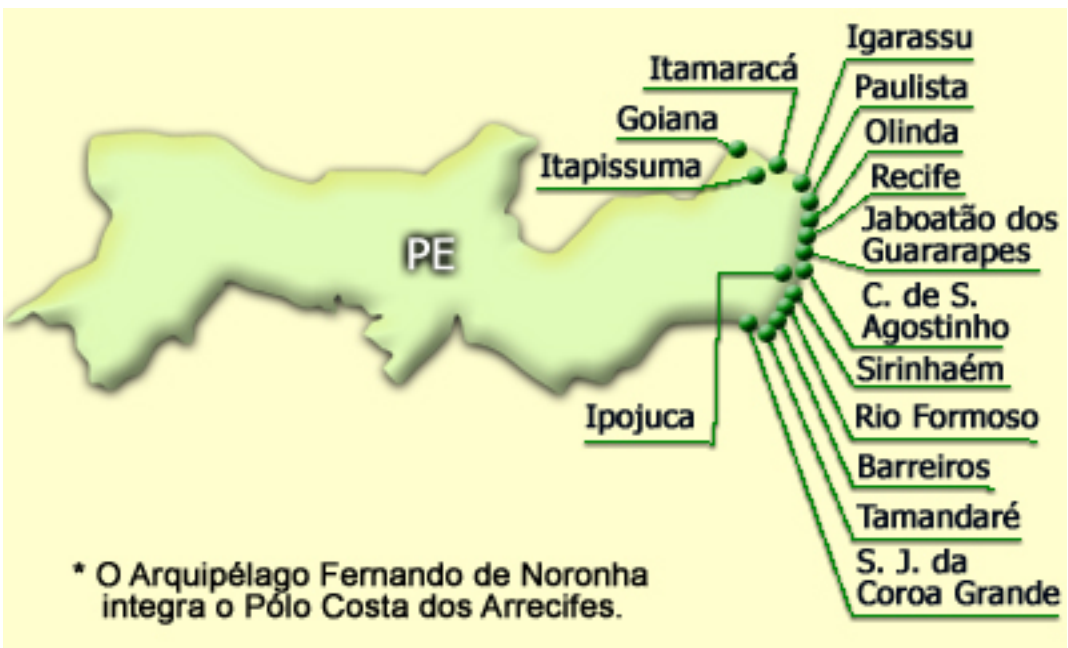 Igarassu
Itamaracá
Paulista
Goiana
Olinda
Itapissuma
Recife
Jaboatão dos
Guararapes
PE
C. de S.
Agostinho
Sirinhaém
Ipojuca
Rio Formoso
Barreiros
Tamandaré
S. J. da
Coroa Grande
* O Arquipélago Fernando de Noronha
integra o Pólo Costa dos Arrecifes.